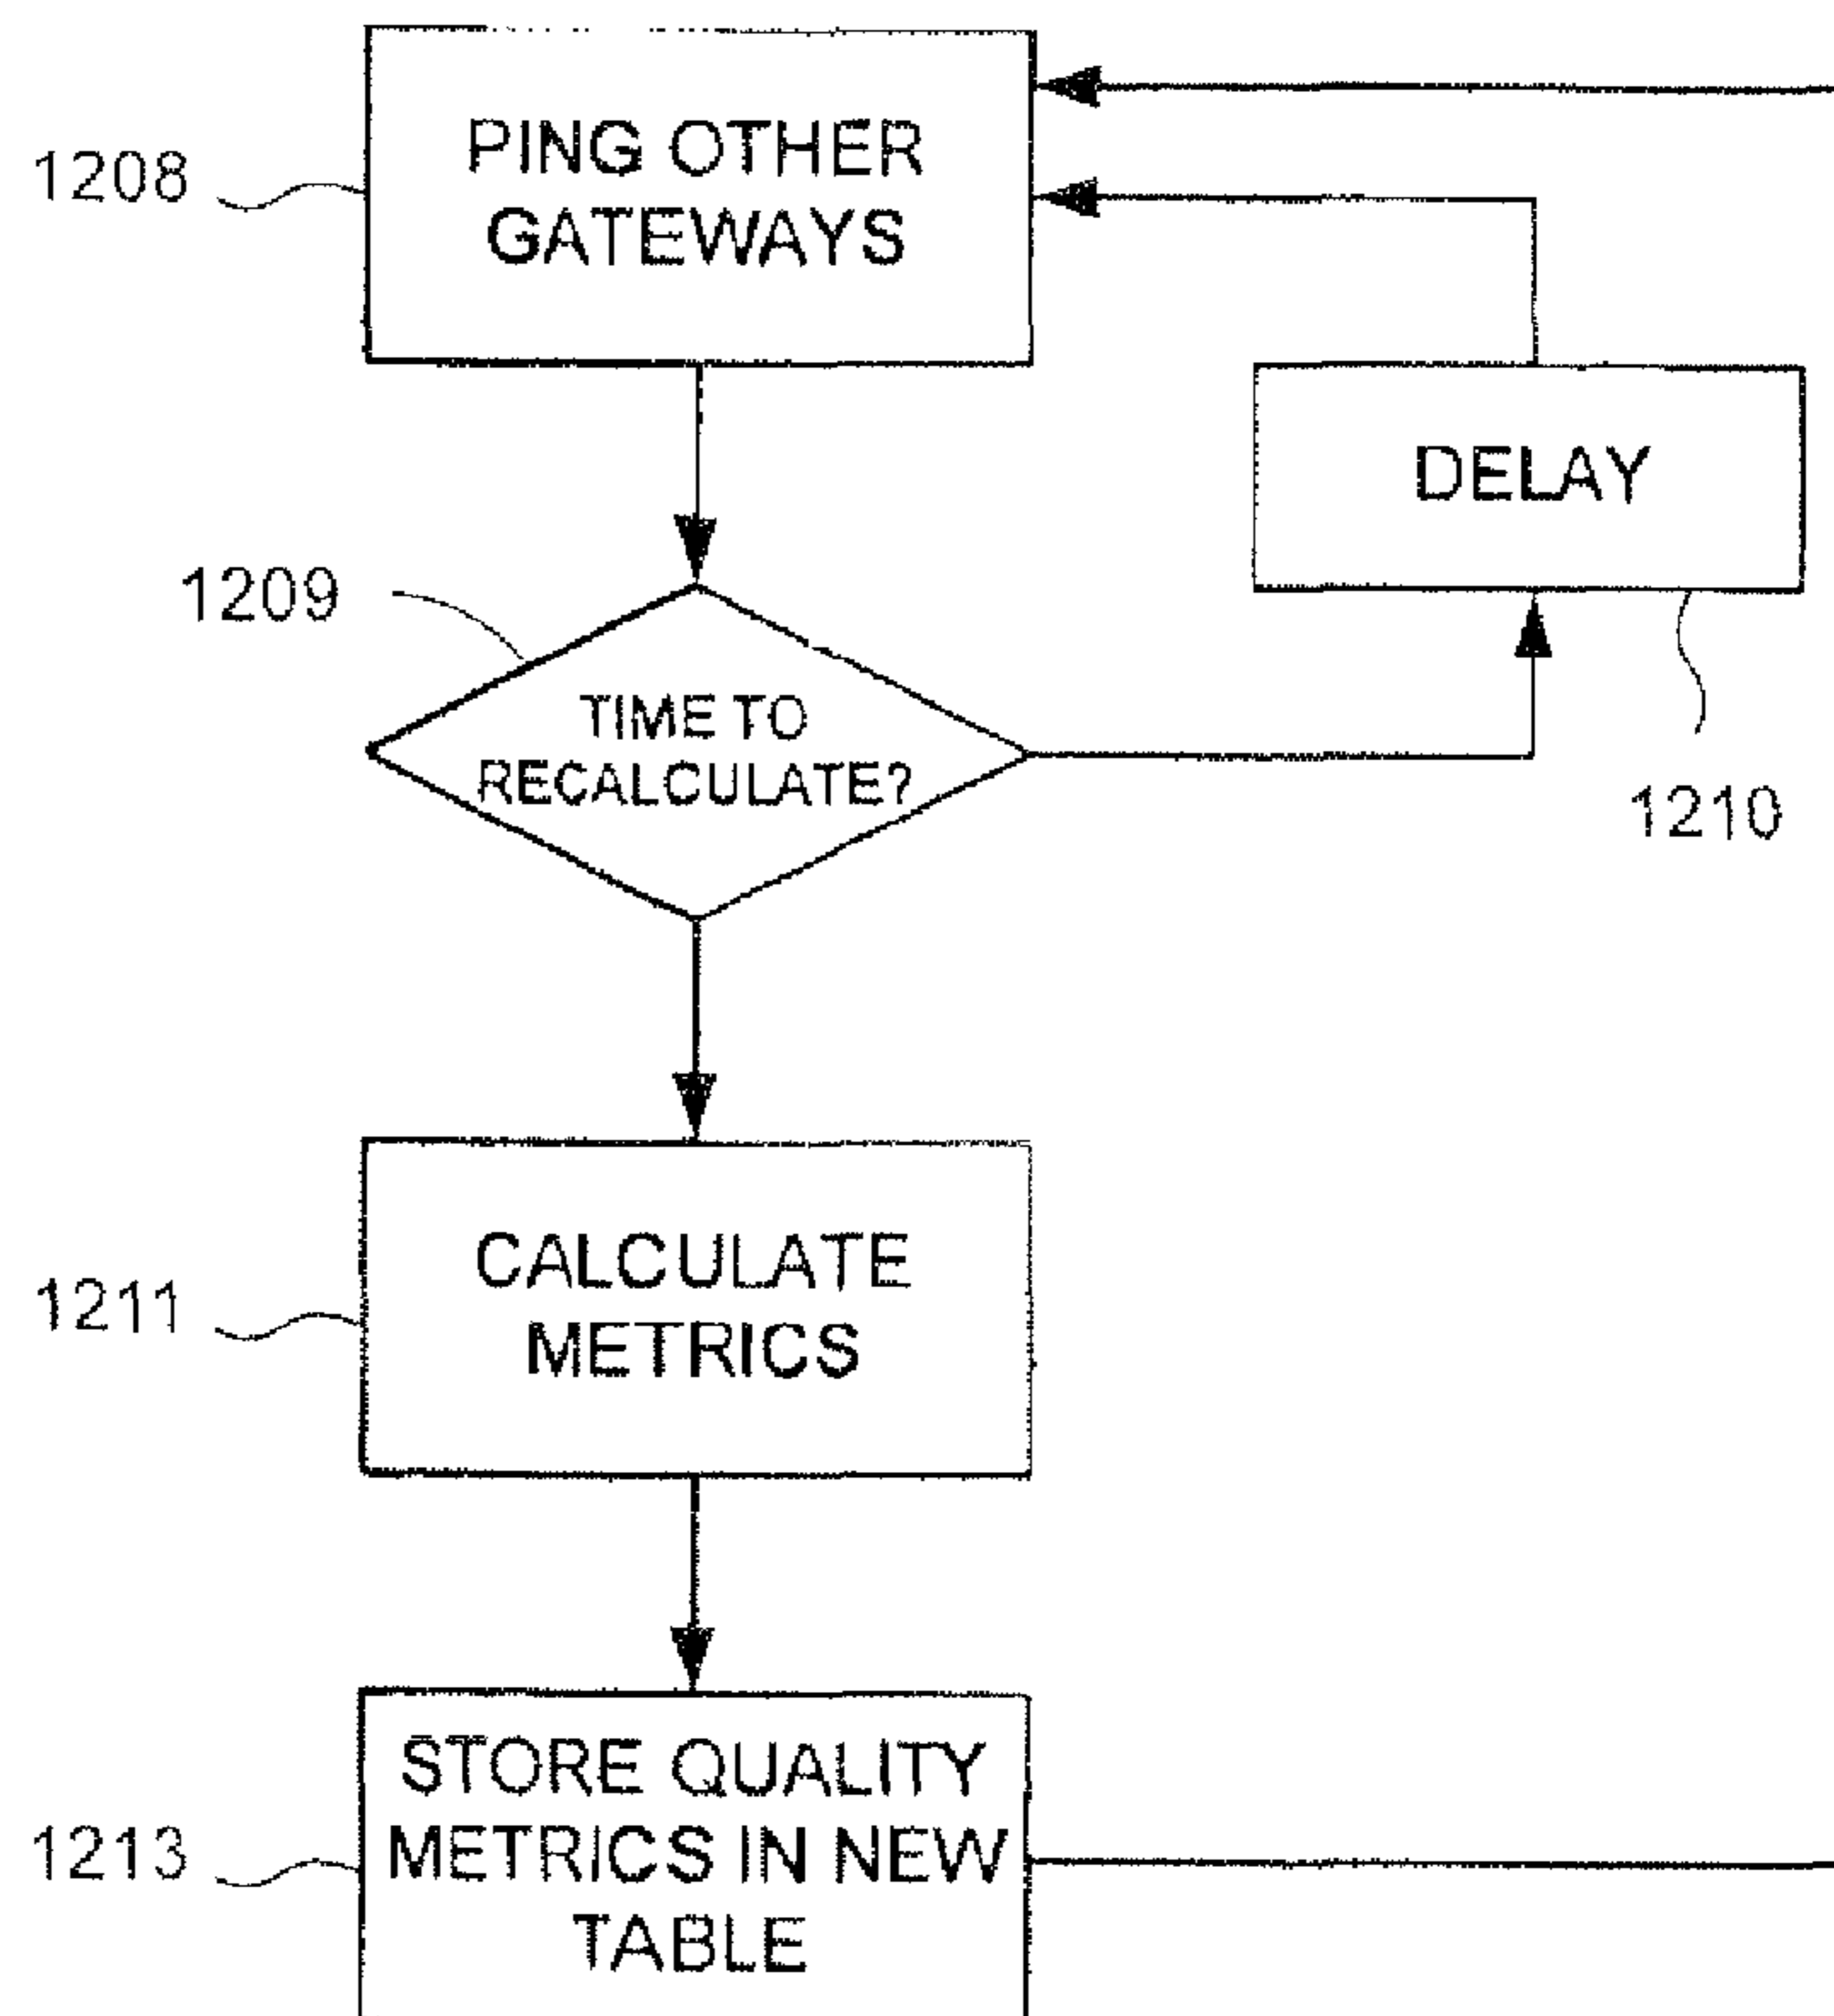 PING OTHER
GATEWAYS
1208
DELAY
1209
TIME TO
RECALCULATE?
1210
CALCULATE
METRICS
1211
STORE QUALITY
METRICS IN NEW
TABLE
1213